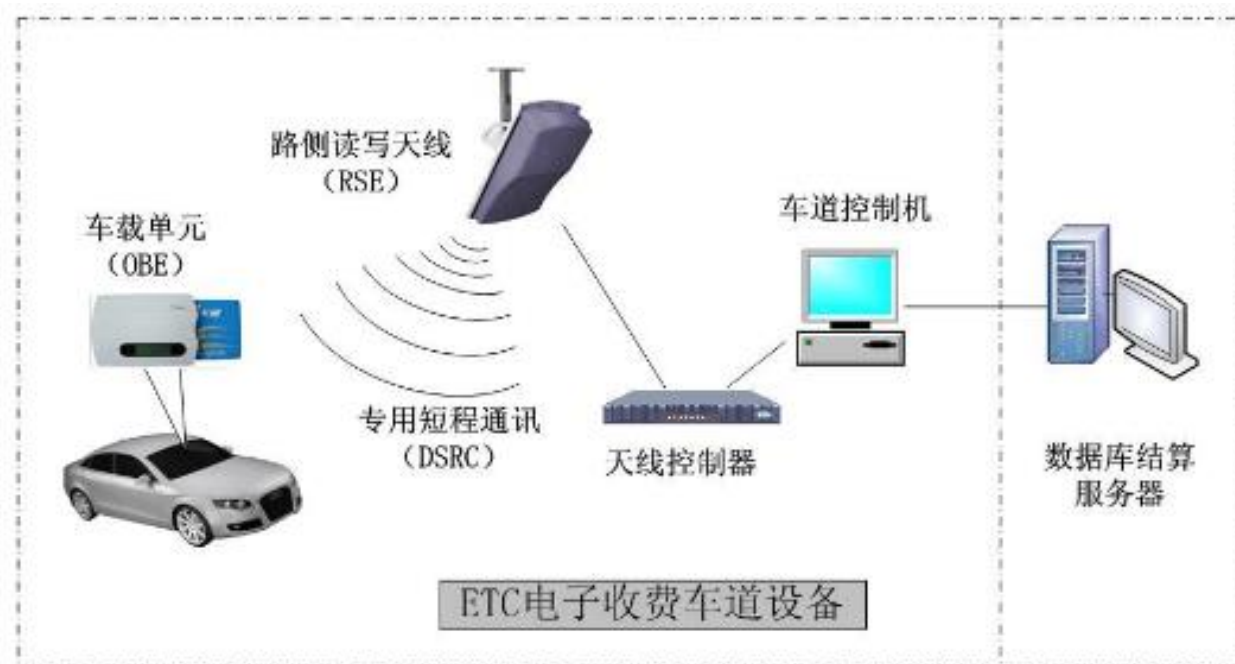 路侧读写天线
（RSE）
车道控制机
车载单元
（OBE）
专用短程通讯
（DSRC）
天线控制器
数据库结算
服务器
ETC电子收费车道设备